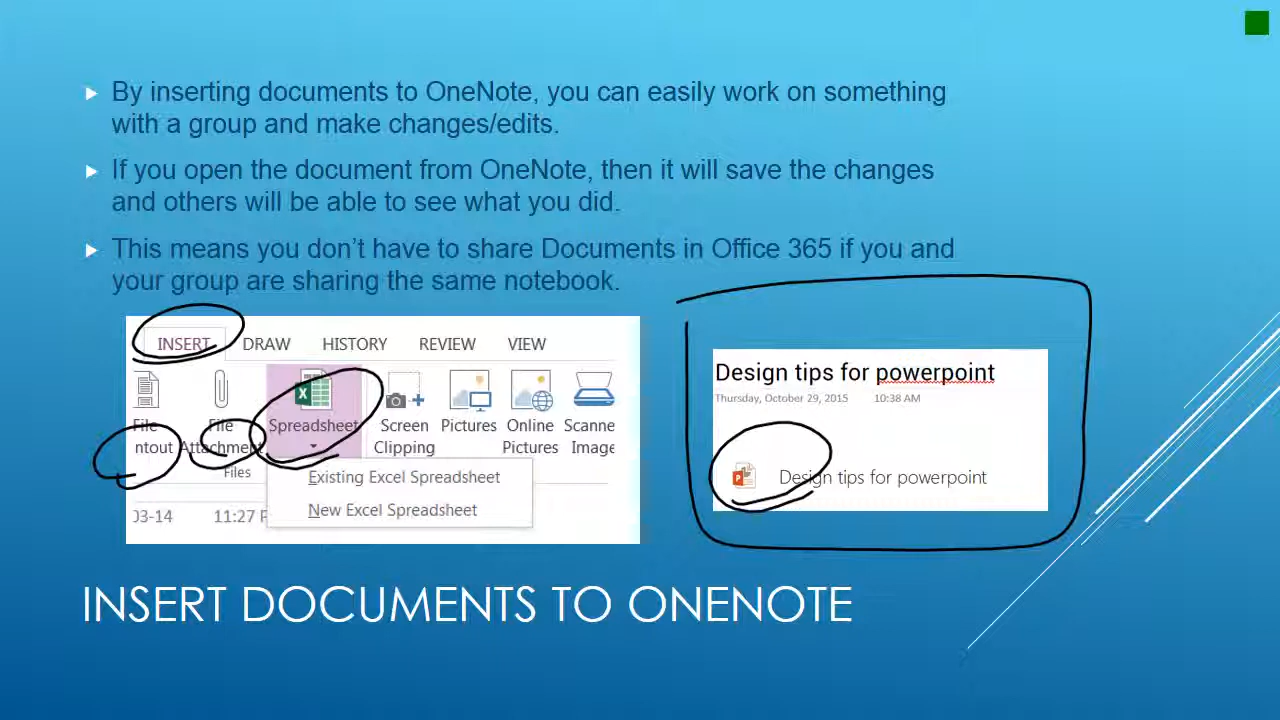 By inserting documents to OneNote, you can easily work on something
with a group and make changes/edits.
If you open the document from OneNote, then it will save the changes
and others will be able to see what you did.
This means you don't have to share Documents in Office 365 if you and
your group are sharing the same notebook.
INSERT DRAW HISTORY REVIEW VIEW
File File Spreadsheet Screen Pictures Online Scanne
ntout Attachment Clipping Pictures Image
Files
Existing Excel Spreadsheet
New Excel Spreadsheet
03-14 11:27 P
Design tips for powerpoint
Thursday, October 29, 2015 10:38 AM
Design tips for powerpoint
INSERT DOCUMENTS TO ONENOTE